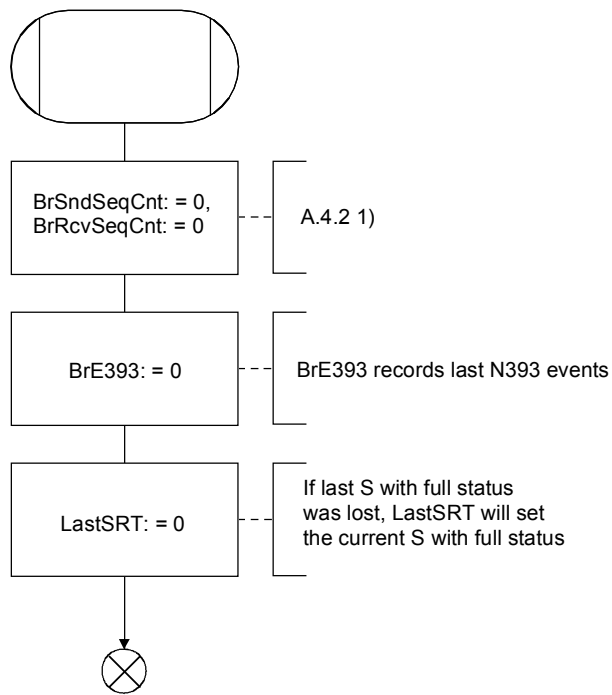 BrSndSeqCnt: = 0,
BrRcvSeqCnt: = 0
A.4.2 1)
BrE393: = 0
BrE393 records last N393 events
LastSRT: = 0
If last S with full status
was lost, LastSRT will set
the current S with full status